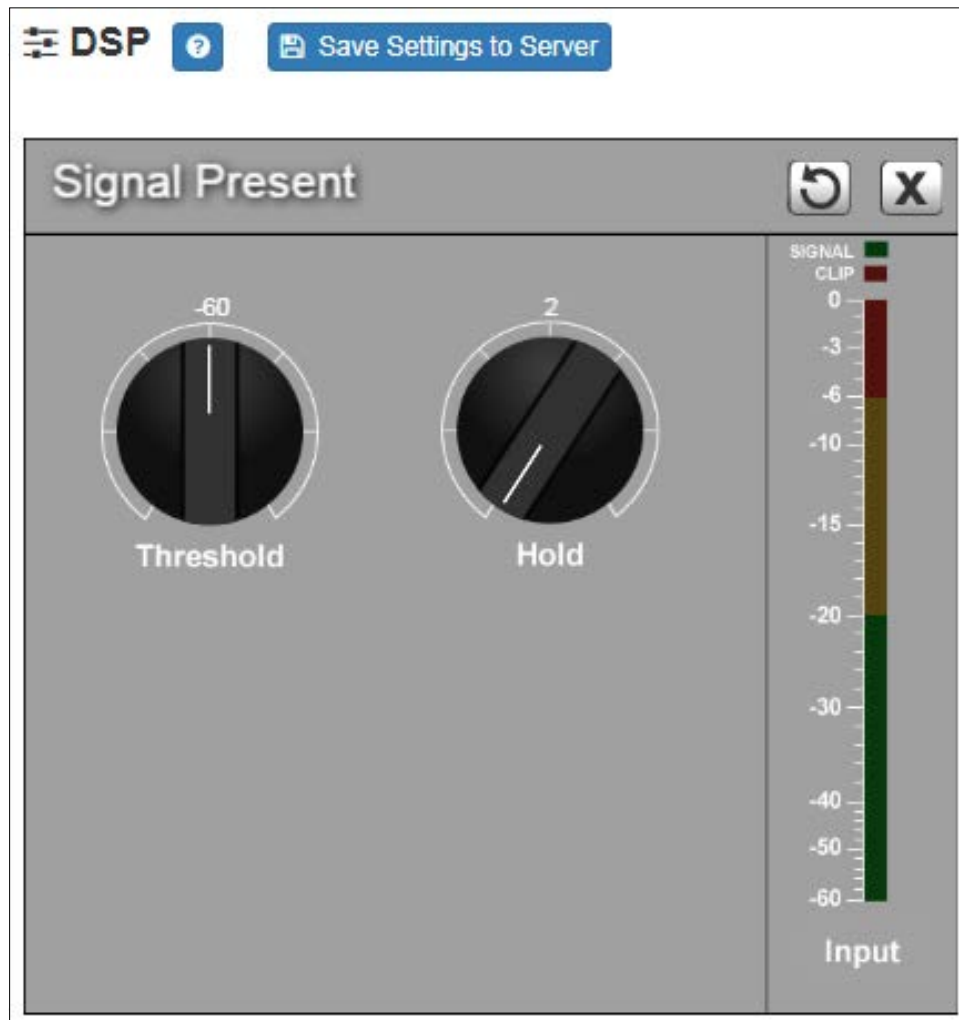 DSP ? Save Settings to Server
Signal Present X
SIGNAL
CLIP
-60
2
Threshold
Hold
0
-3
-6
-10
-15
-20
-30
-40
-50
-60
Input